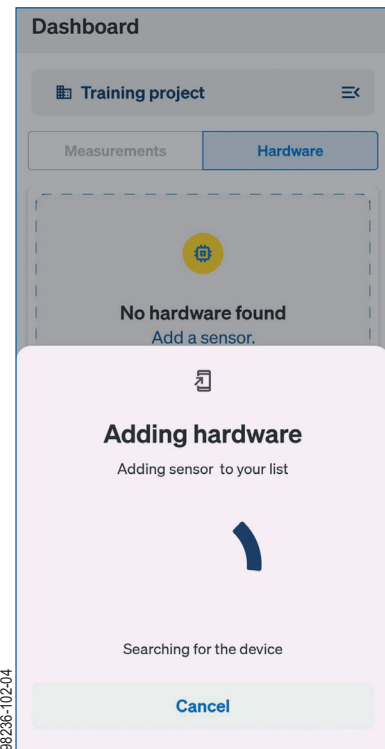 Dashboard
Training project
Measurements
Hardware
No hardware found
Add a sensor.
Adding hardware
Adding sensor to your list
Searching for the device
Cancel
98236-102-04